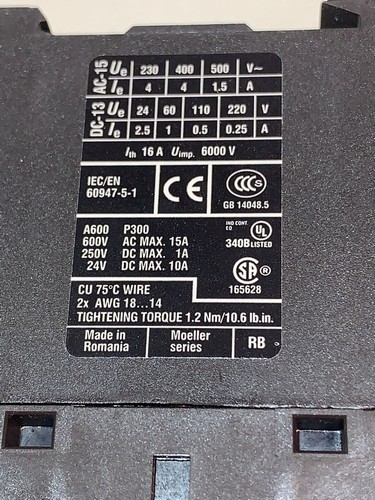 AC-15 Ue 230 400 500 V~
Ie 4 4 1.5 A
DC-13 Ue 24 60 110 220 V
Ie 2.5 1 0.5 0.25 A
Ith 16 A Uimp. 6000 V
IEC/EN
60947-5-1
CE
CCC S
GB 14048.5
A600 P300
600V AC MAX. 15A
250V DC MAX. 1A
24V DC MAX. 10A
IND CONT
EQ
UL
340B LISTED
SA
165628
CU 75°C WIRE
2x AWG 18...14
TIGHTENING TORQUE 1.2 Nm/10.6 lb.in.
Made in
Romania
Moeller
series
RB